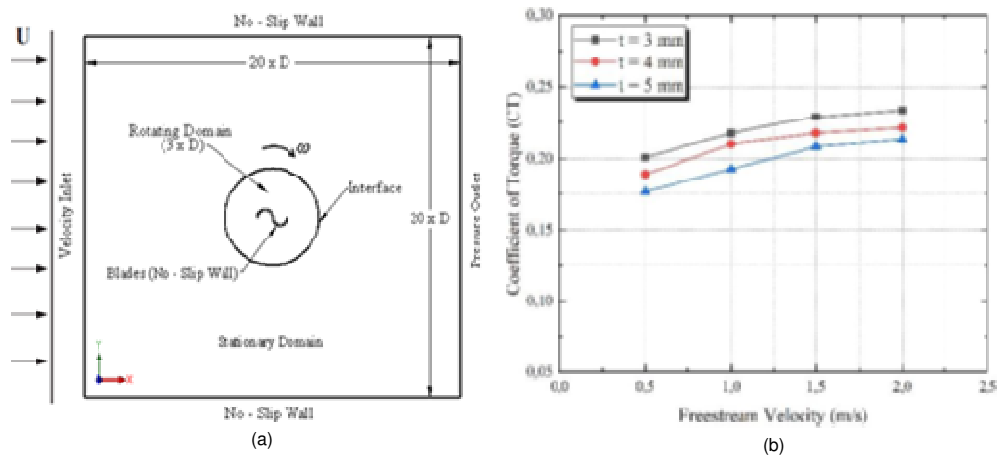 No - Slip Wall
U
20 x D
Rotating Domain
(3 x D)
ω
Interface
Velocity Inlet
20 x D
Pressure Outlet
Blades (No - Slip Wall)
Stationary Domain
Y
X
No - Slip Wall
(a)
0,30
0,25
0,20
0,15
0,10
0,05
Coefficient of Torque (CT)
t = 3 mm
t = 4 mm
t = 5 mm
0,0
0,5
1,0
1,5
2,0
2,5
Freestream Velocity (m/s)
(b)